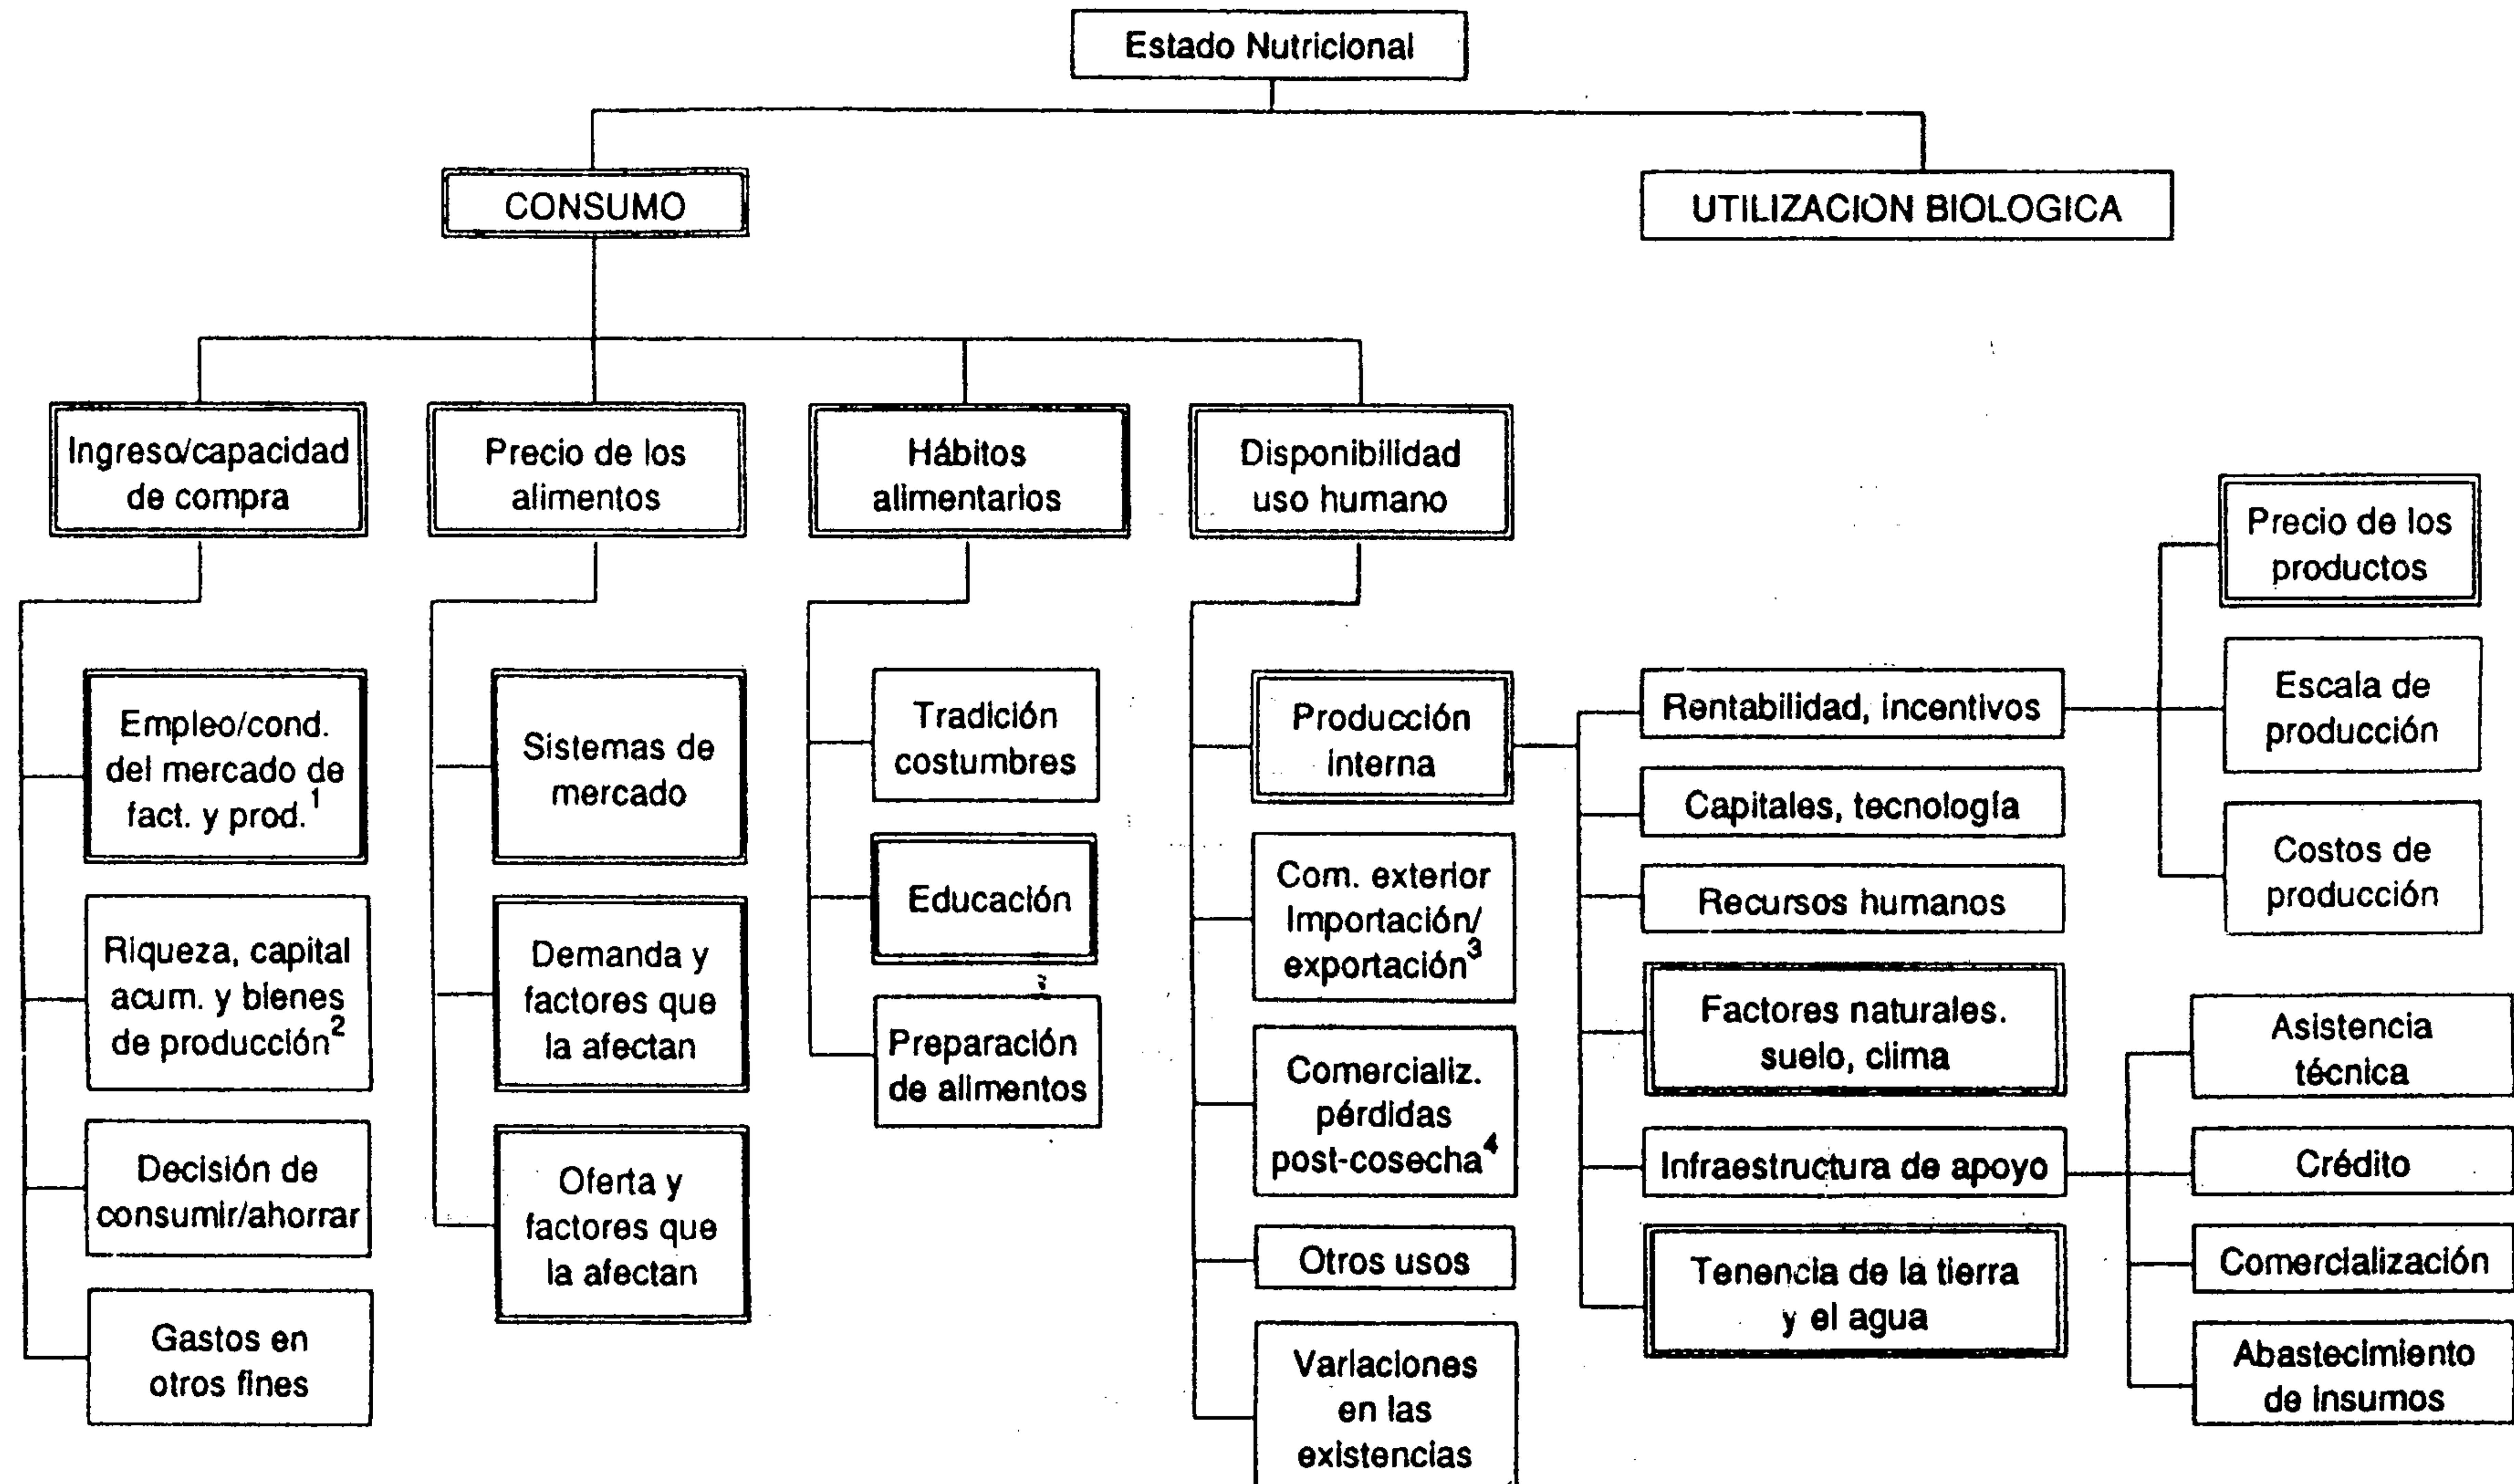 Estado Nutricional
CONSUMO
UTILIZACION BIOLOGICA
Ingreso/capacidad
de compra
Precio de los
alimentos
Hábitos
alimentarios
Disponibilidad
uso humano
Empleo/cond.
del mercado de
fact. y prod.¹
Riqueza, capital
acum. y bienes
de producción²
Decisión de
consumir/ahorrar
Gastos en
otros fines
Sistemas de
mercado
Demanda y
factores que
la afectan
Oferta y
factores que
la afectan
Tradición
costumbres
Educación
Preparación
de alimentos
Producción
interna
Com. exterior
Importación/
exportación³
Comercializ.
pérdidas
post-cosecha⁴
Otros usos
Variaciones
en las
existencias
Rentabilidad, incentivos
Capitales, tecnología
Recursos humanos
Factores naturales.
suelo, clima
Infraestructura de apoyo
Tenencia de la tierra
y el agua
Precio de los
productos
Escala de
producción
Costos de
producción
Asistencia
técnica
Crédito
Comercialización
Abastecimiento
de insumos